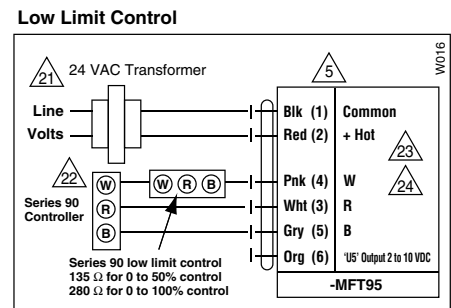 Low Limit Control
W016
21 24 VAC Transformer
5
Line
Volts
Blk (1) Common
Red (2) + Hot
23
22
24
W W R B Pnk (4) W
Series 90
Controller
R Wht (3) R
B Gry (5) B
Org (6) ‘U5’ Output 2 to 10 VDC
Series 90 low limit control
135 Ω for 0 to 50% control
280 Ω for 0 to 100% control
-MFT95